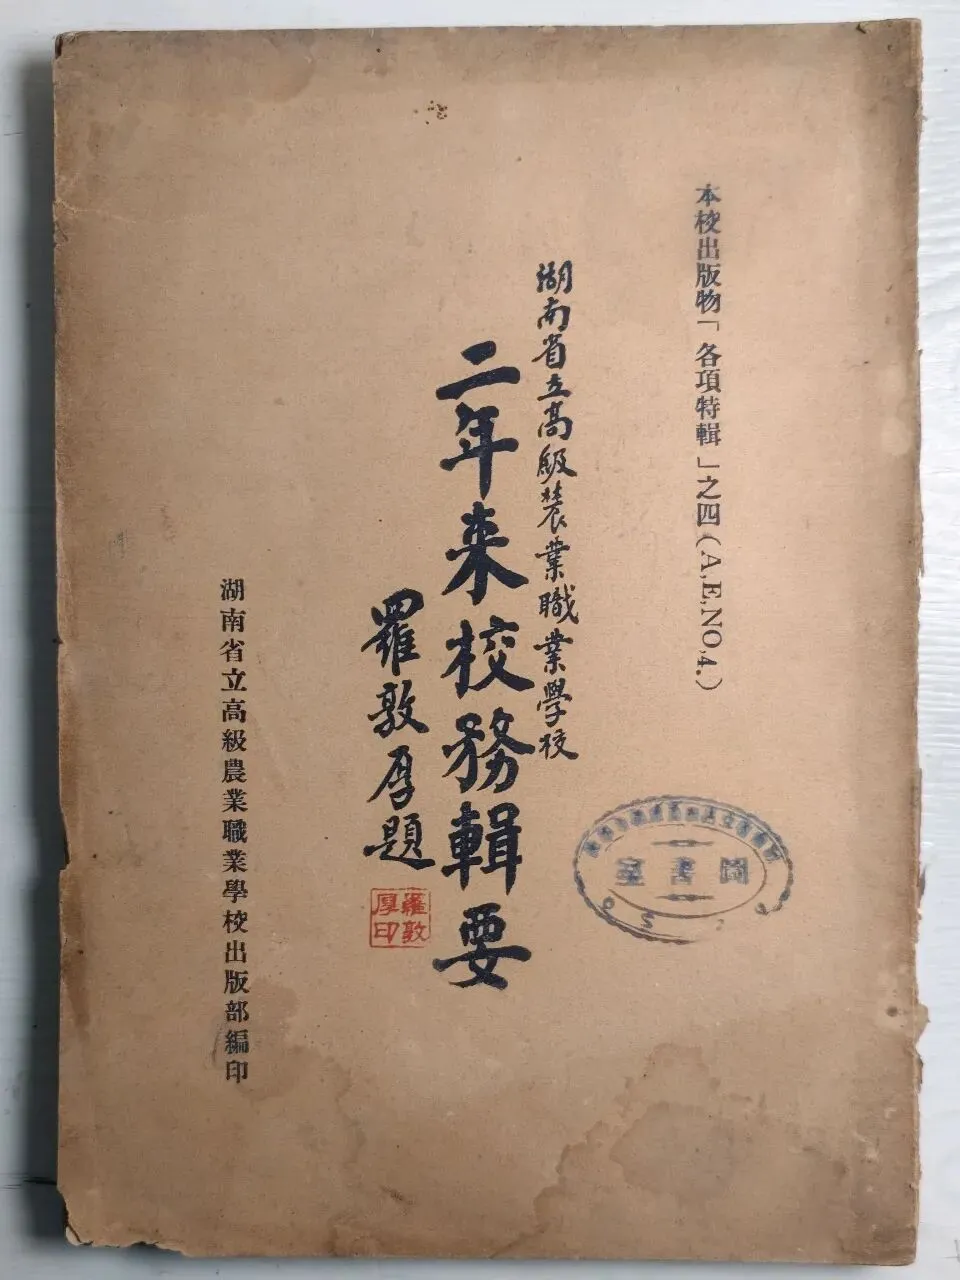 本校出版物「各項特輯」之四(A,E,NO,4.)
湖南省立高級农業職業學校
二年来校務輯要
羅敦厚題
羅敦厚印
湖南省立高級農業職業學校出版部編印
圖書室